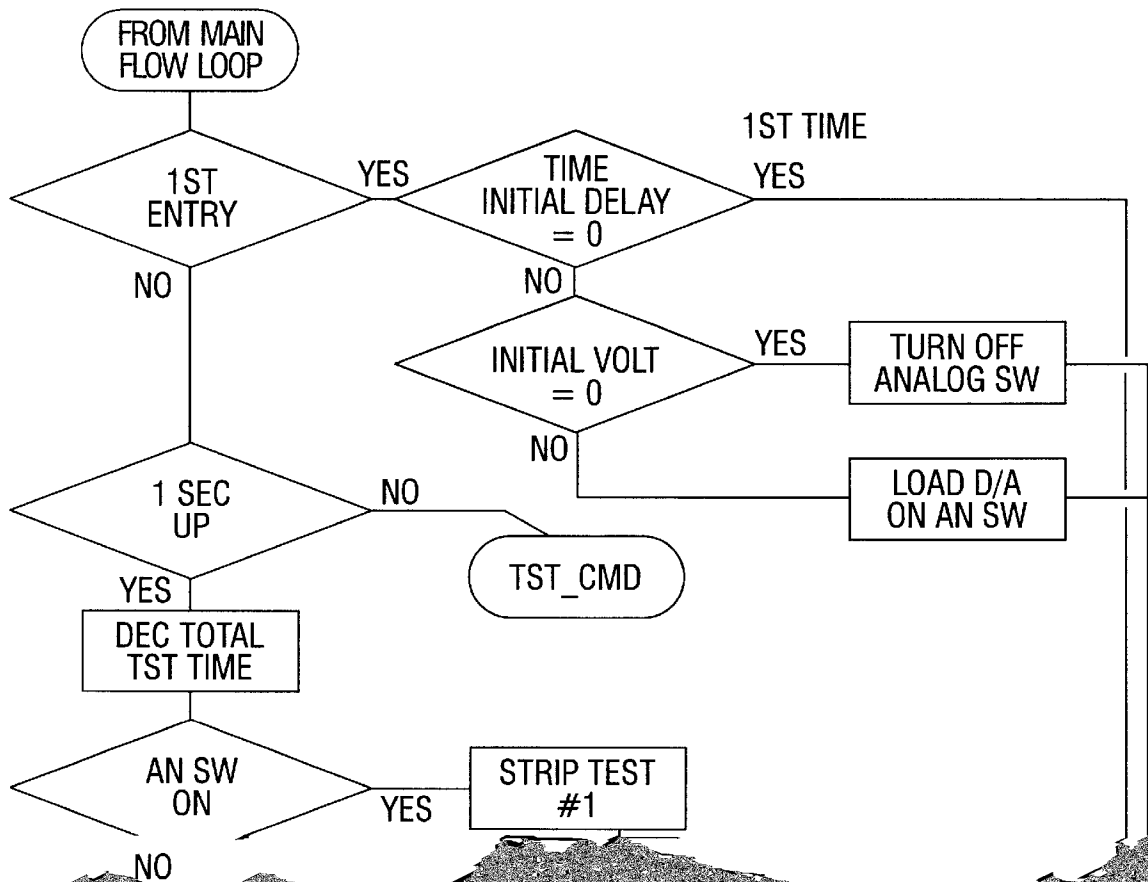 FROM MAIN
FLOW LOOP
1ST
ENTRY
YES
TIME
INITIAL DELAY
= 0
1ST TIME
YES
NO
NO
INITIAL VOLT
= 0
YES
TURN OFF
ANALOG SW
NO
LOAD D/A
ON AN SW
1 SEC
UP
NO
TST_CMD
YES
DEC TOTAL
TST TIME
AN SW
ON
YES
STRIP TEST
#1
NO